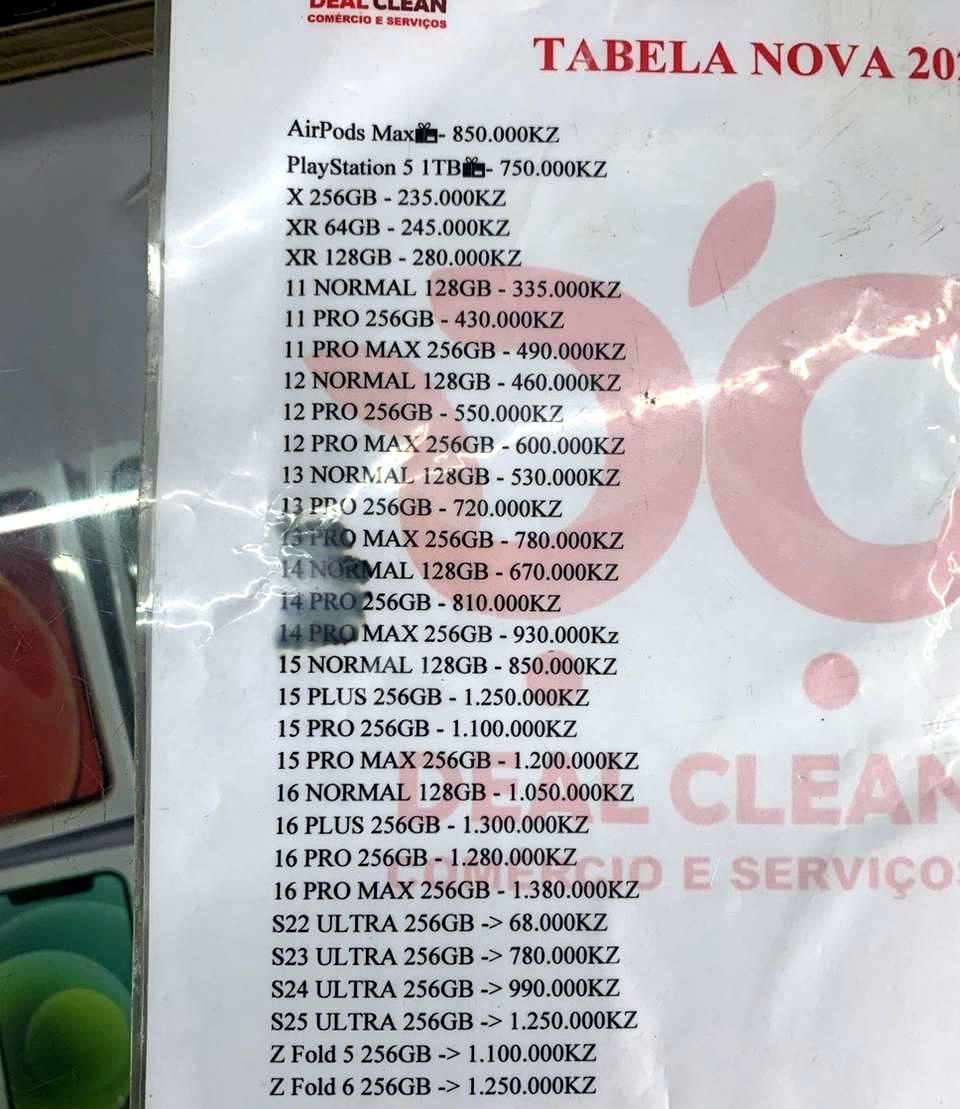 DEAL CLEAN
COMÉRCIO E SERVIÇOS
TABELA NOVA 202
AirPods Max🎁- 850.000KZ
PlayStation 5 1TB🎁- 750.000KZ
X 256GB - 235.000KZ
XR 64GB - 245.000KZ
XR 128GB - 280.000KZ
11 NORMAL 128GB - 335.000KZ
11 PRO 256GB - 430.000KZ
11 PRO MAX 256GB - 490.000KZ
12 NORMAL 128GB - 460.000KZ
12 PRO 256GB - 550.000KZ
12 PRO MAX 256GB - 600.000KZ
13 NORMAL 128GB - 530.000KZ
13 PRO 256GB - 720.000KZ
13 PRO MAX 256GB - 780.000KZ
14 NORMAL 128GB - 670.000KZ
14 PRO 256GB - 810.000KZ
14 PRO MAX 256GB - 930.000Kz
15 NORMAL 128GB - 850.000KZ
15 PLUS 256GB - 1.250.000KZ
15 PRO 256GB - 1.100.000KZ
15 PRO MAX 256GB - 1.200.000KZ
16 NORMAL 128GB - 1.050.000KZ
16 PLUS 256GB - 1.300.000KZ
16 PRO 256GB - 1.280.000KZ
16 PRO MAX 256GB - 1.380.000KZ
S22 ULTRA 256GB -> 68.000KZ
S23 ULTRA 256GB -> 780.000KZ
S24 ULTRA 256GB -> 990.000KZ
S25 ULTRA 256GB -> 1.250.000KZ
Z Fold 5 256GB -> 1.100.000KZ
Z Fold 6 256GB -> 1.250.000KZ
DEAL CLEAN
COMÉRCIO E SERVIÇOS